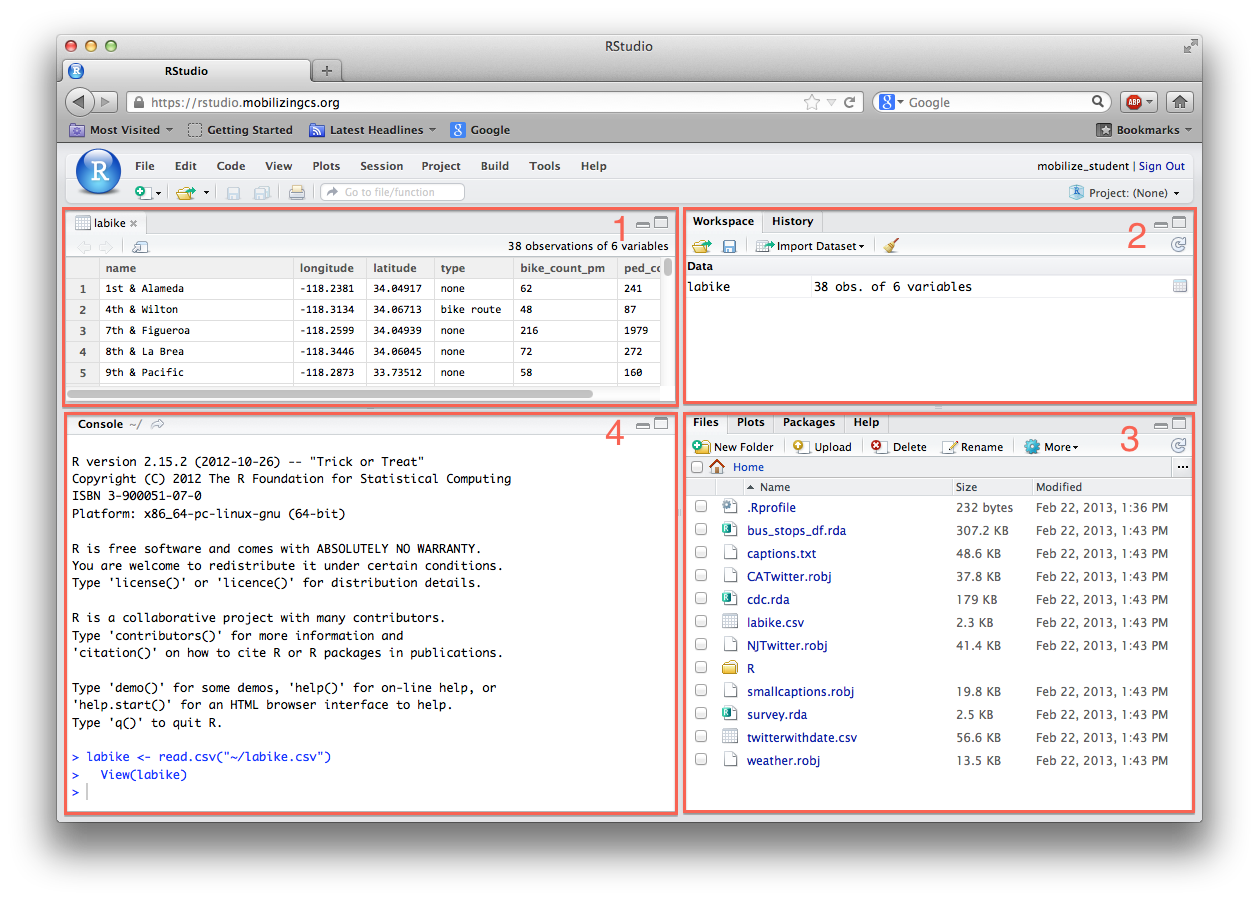 RStudio
RStudio
https://rstudio.mobilizingcs.org
Google
ABP
Most Visited Getting Started Latest Headlines Google Bookmarks
R File Edit Code View Plots Session Project Build Tools Help mobilize_student | Sign Out
Go to file/function Project: (None)
labike 1
38 observations of 6 variables
name longitude latitude type bike_count_pm ped_co
1 1st & Alameda -118.2381 34.04917 none 62 241
2 4th & Wilton -118.3134 34.06713 bike route 48 87
3 7th & Figueroa -118.2599 34.04939 none 216 1979
4 8th & La Brea -118.3446 34.06045 none 72 272
5 9th & Pacific -118.2873 33.73512 none 58 160
Workspace History 2
Import Dataset
Data
labike 38 obs. of 6 variables
Console ~/ 4
R version 2.15.2 (2012-10-26) -- "Trick or Treat"
Copyright (C) 2012 The R Foundation for Statistical Computing
ISBN 3-900051-07-0
Platform: x86_64-pc-linux-gnu (64-bit)
R is free software and comes with ABSOLUTELY NO WARRANTY.
You are welcome to redistribute it under certain conditions.
Type 'license()' or 'licence()' for distribution details.
R is a collaborative project with many contributors.
Type 'contributors()' for more information and
'citation()' on how to cite R or R packages in publications.
Type 'demo()' for some demos, 'help()' for on-line help, or
'help.start()' for an HTML browser interface to help.
Type 'q()' to quit R.
> labike <- read.csv("~/labike.csv")
>   View(labike)
>
Files Plots Packages Help 3
New Folder Upload Delete Rename More
Home ...
Name Size Modified
.Rprofile 232 bytes Feb 22, 2013, 1:36 PM
bus_stops_df.rda 307.2 KB Feb 22, 2013, 1:43 PM
captions.txt 48.6 KB Feb 22, 2013, 1:43 PM
CATwitter.robj 37.8 KB Feb 22, 2013, 1:43 PM
cdc.rda 179 KB Feb 22, 2013, 1:43 PM
labike.csv 2.3 KB Feb 22, 2013, 1:43 PM
NJTwitter.robj 41.4 KB Feb 22, 2013, 1:43 PM
R
smallcaptions.robj 19.8 KB Feb 22, 2013, 1:43 PM
survey.rda 2.5 KB Feb 22, 2013, 1:43 PM
twitterwithdate.csv 56.6 KB Feb 22, 2013, 1:43 PM
weather.robj 13.5 KB Feb 22, 2013, 1:43 PM